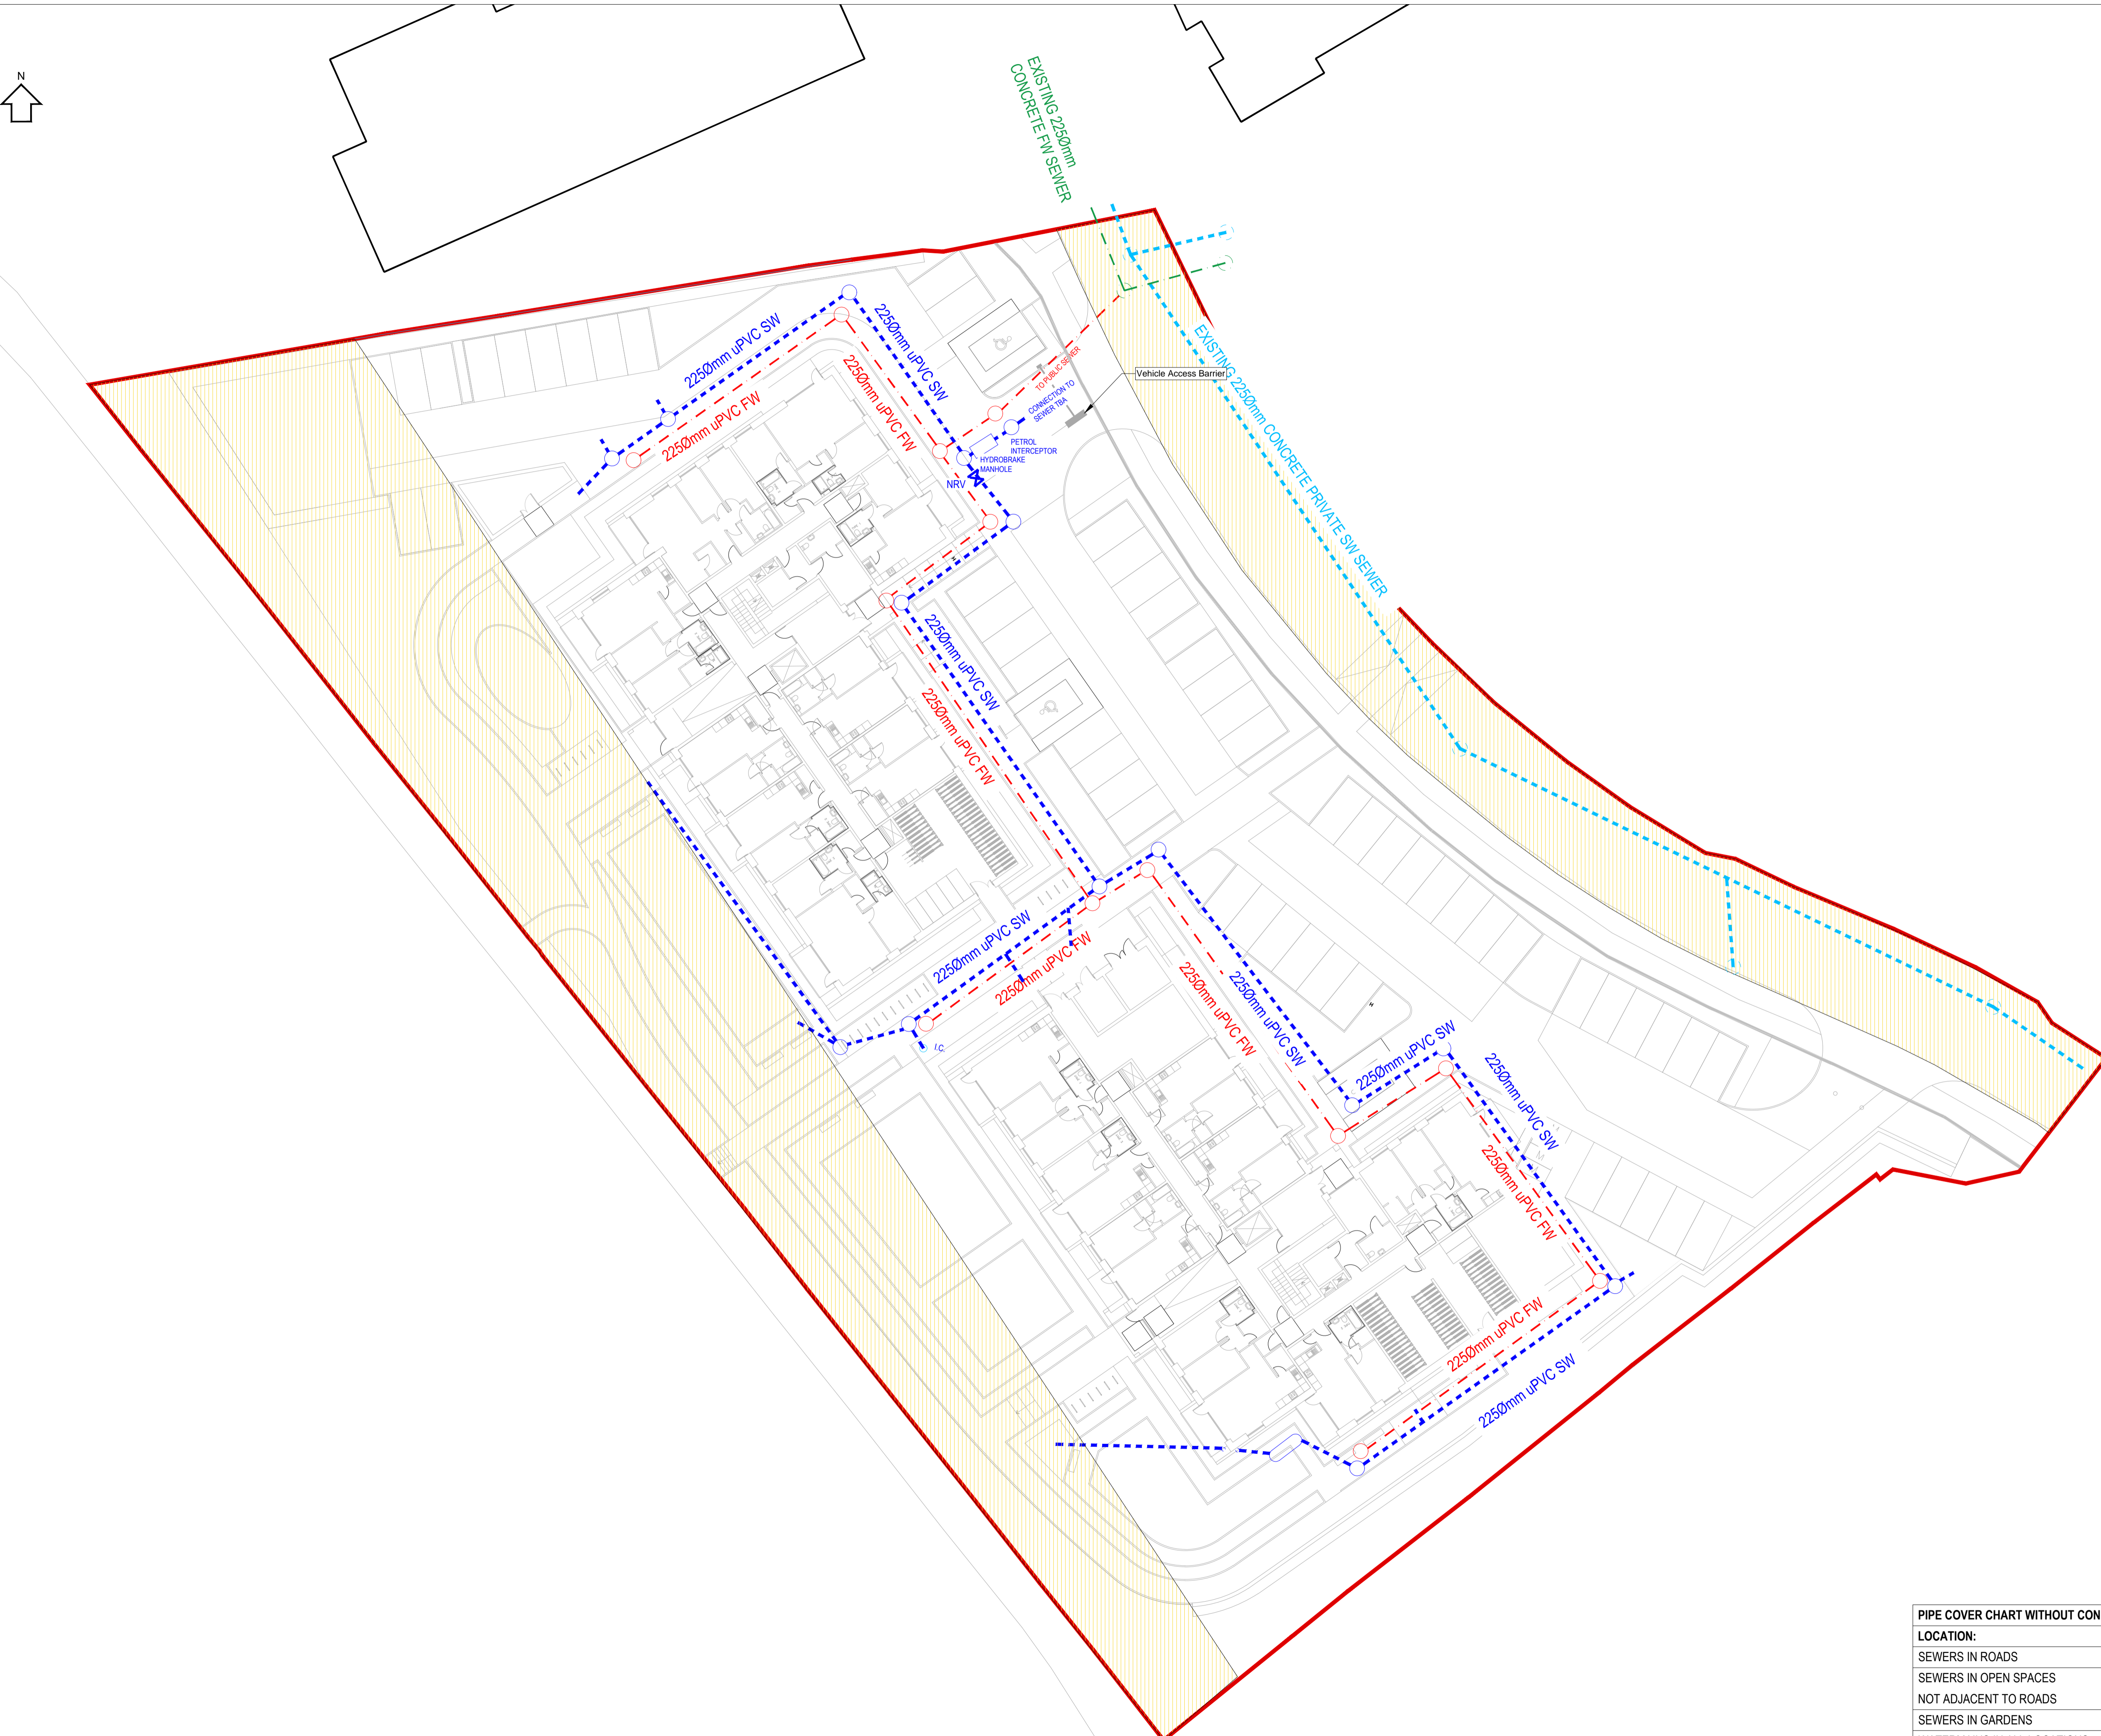 N
EXISTING 225Ømm
CONCRETE FW SEWER
225Ømm uPVC SW
225Ømm uPVC SW
225Ømm uPVC FW
225Ømm uPVC FW
TO PUBLIC SEWER
Vehicle Access Barrier
CONNECTION TO
SEWER TBA
PETROL
INTERCEPTOR
HYDROBRAKE
MANHOLE
NRV
EXISTING 2250mm CONCRETE PRIVATE SW SEWER
H
225Ømm uPVC SW
225Ømm uPVC FW
225Ømm uPVC SW
225Ømm uPVC FW
I.C.
225Ømm uPVC FW
225Ømm uPVC SW
H
225Ømm uPVC SW
225Ømm uPVC SW
225Ømm uPVC FW
225Ømm uPVC FW
225Ømm uPVC SW
PIPE COVER CHART WITHOUT CON
LOCATION:
SEWERS IN ROADS
SEWERS IN OPEN SPACES
NOT ADJACENT TO ROADS
SEWERS IN GARDENS